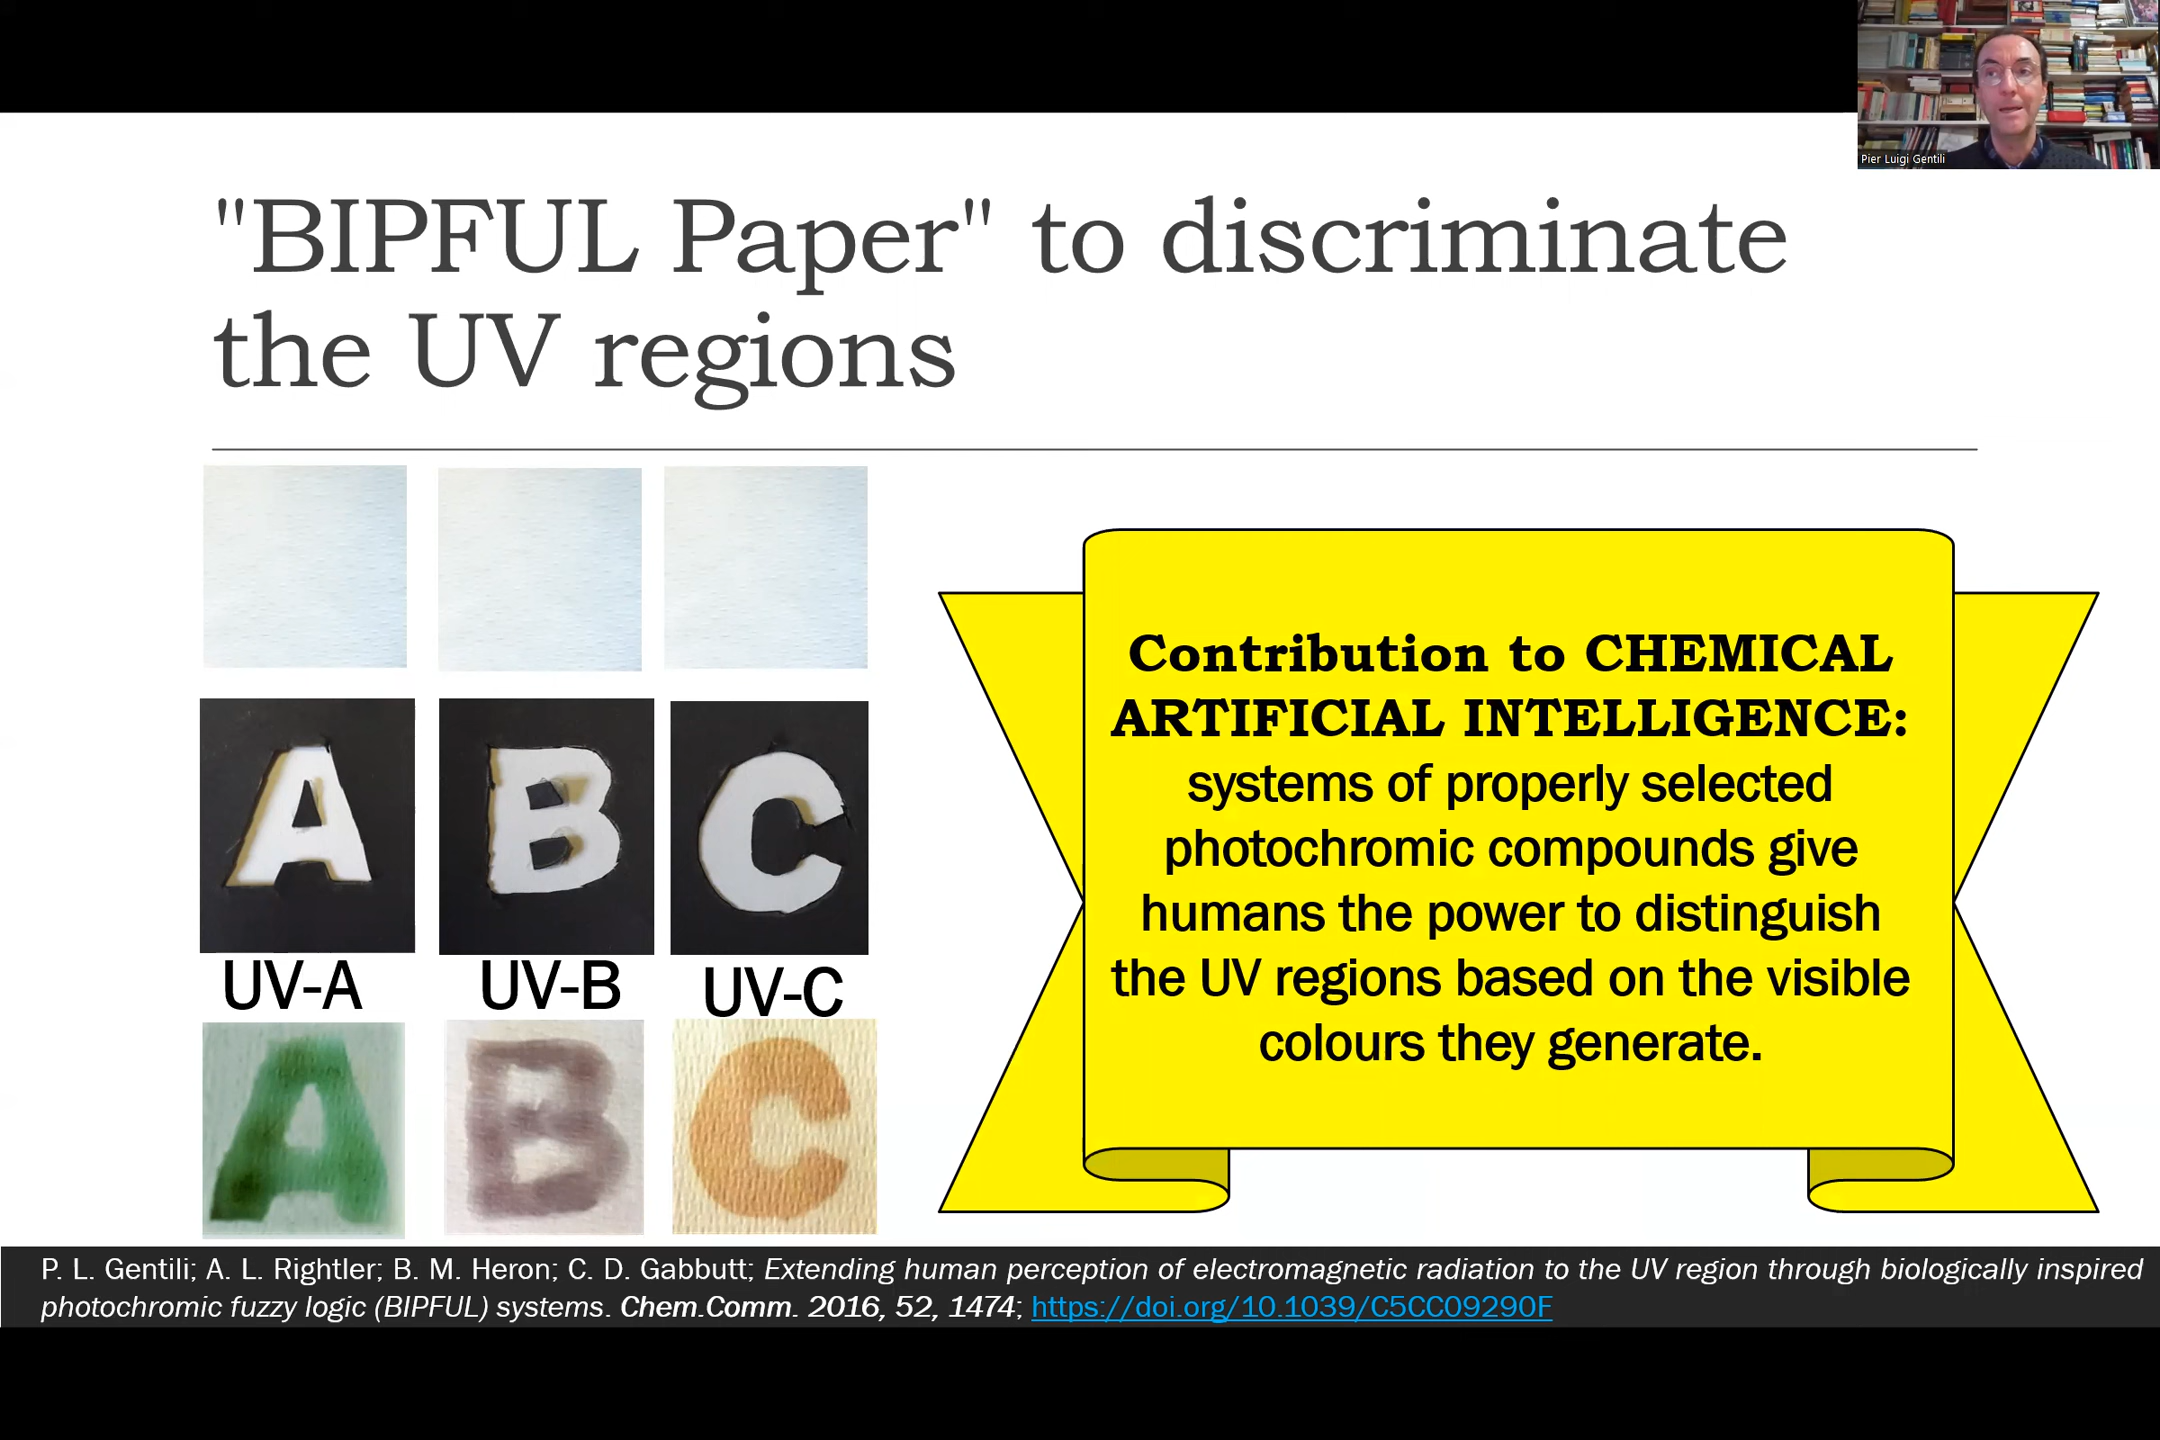 Pier Luigi Gentili
"BIPFUL Paper" to discriminate
the UV regions
A
B
C
UV-A
UV-B
UV-C
A
B
C
Contribution to CHEMICAL
ARTIFICIAL INTELLIGENCE:
systems of properly selected
photochromic compounds give
humans the power to distinguish
the UV regions based on the visible
colours they generate.
P. L. Gentili; A. L. Rightler; B. M. Heron; C. D. Gabbutt; Extending human perception of electromagnetic radiation to the UV region through biologically inspired
photochromic fuzzy logic (BIPFUL) systems. Chem.Comm. 2016, 52, 1474; https://doi.org/10.1039/C5CC09290F